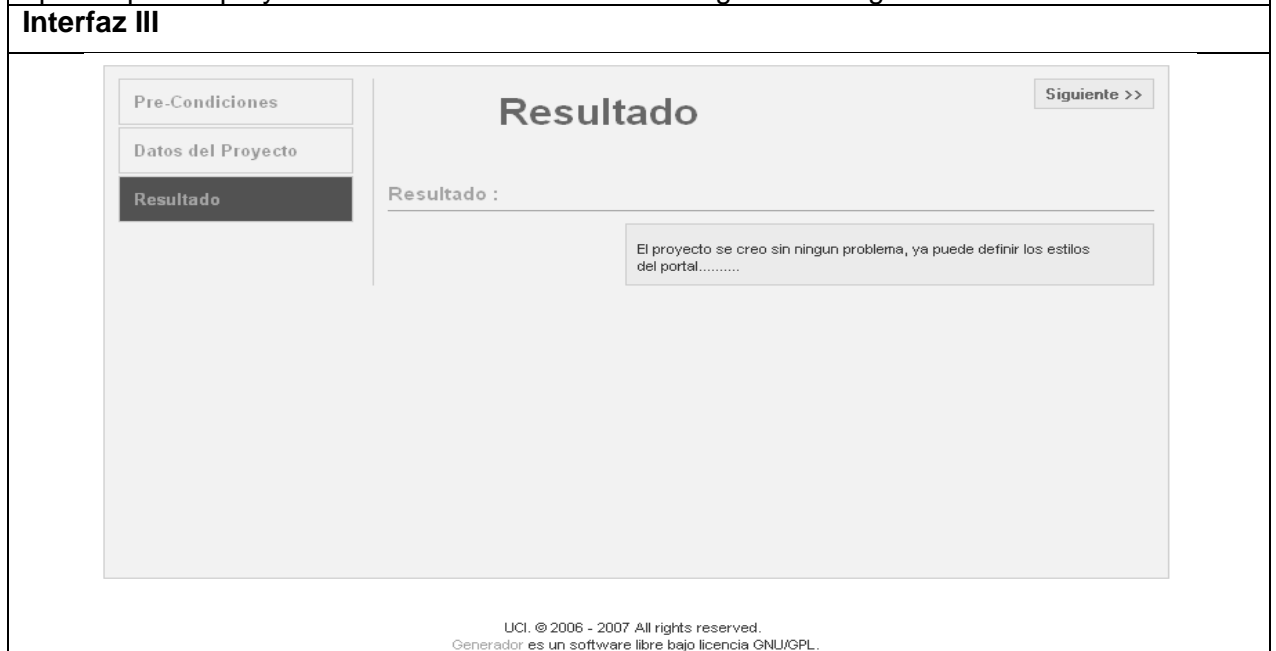 Interfaz III
Pre-Condiciones
Datos del Proyecto
Resultado
Resultado
Siguiente >>
Resultado :
El proyecto se creo sin ningun problema, ya puede definir los estilos
del portal..........
UCI. © 2006 - 2007 All rights reserved.
Generador es un software libre bajo licencia GNU/GPL.